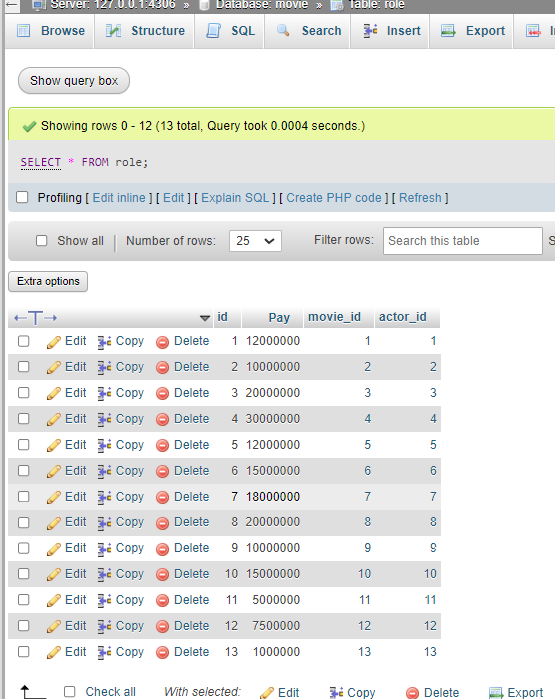 Server: 127.0.0.1:4306 » Database: movie » Table: role
Browse Structure SQL Search Insert Export
Show query box
Showing rows 0 - 12 (13 total, Query took 0.0004 seconds.)
SELECT * FROM role;
Profiling [ Edit inline ] [ Edit ] [ Explain SQL ] [ Create PHP code ] [ Refresh ]
Show all Number of rows: 25 Filter rows: Search this table
Extra options
id Pay movie_id actor_id
Edit Copy Delete 1 12000000 1 1
Edit Copy Delete 2 10000000 2 2
Edit Copy Delete 3 20000000 3 3
Edit Copy Delete 4 30000000 4 4
Edit Copy Delete 5 12000000 5 5
Edit Copy Delete 6 15000000 6 6
Edit Copy Delete 7 18000000 7 7
Edit Copy Delete 8 20000000 8 8
Edit Copy Delete 9 10000000 9 9
Edit Copy Delete 10 15000000 10 10
Edit Copy Delete 11 5000000 11 11
Edit Copy Delete 12 7500000 12 12
Edit Copy Delete 13 1000000 13 13
Check all With selected: Edit Copy Delete Export